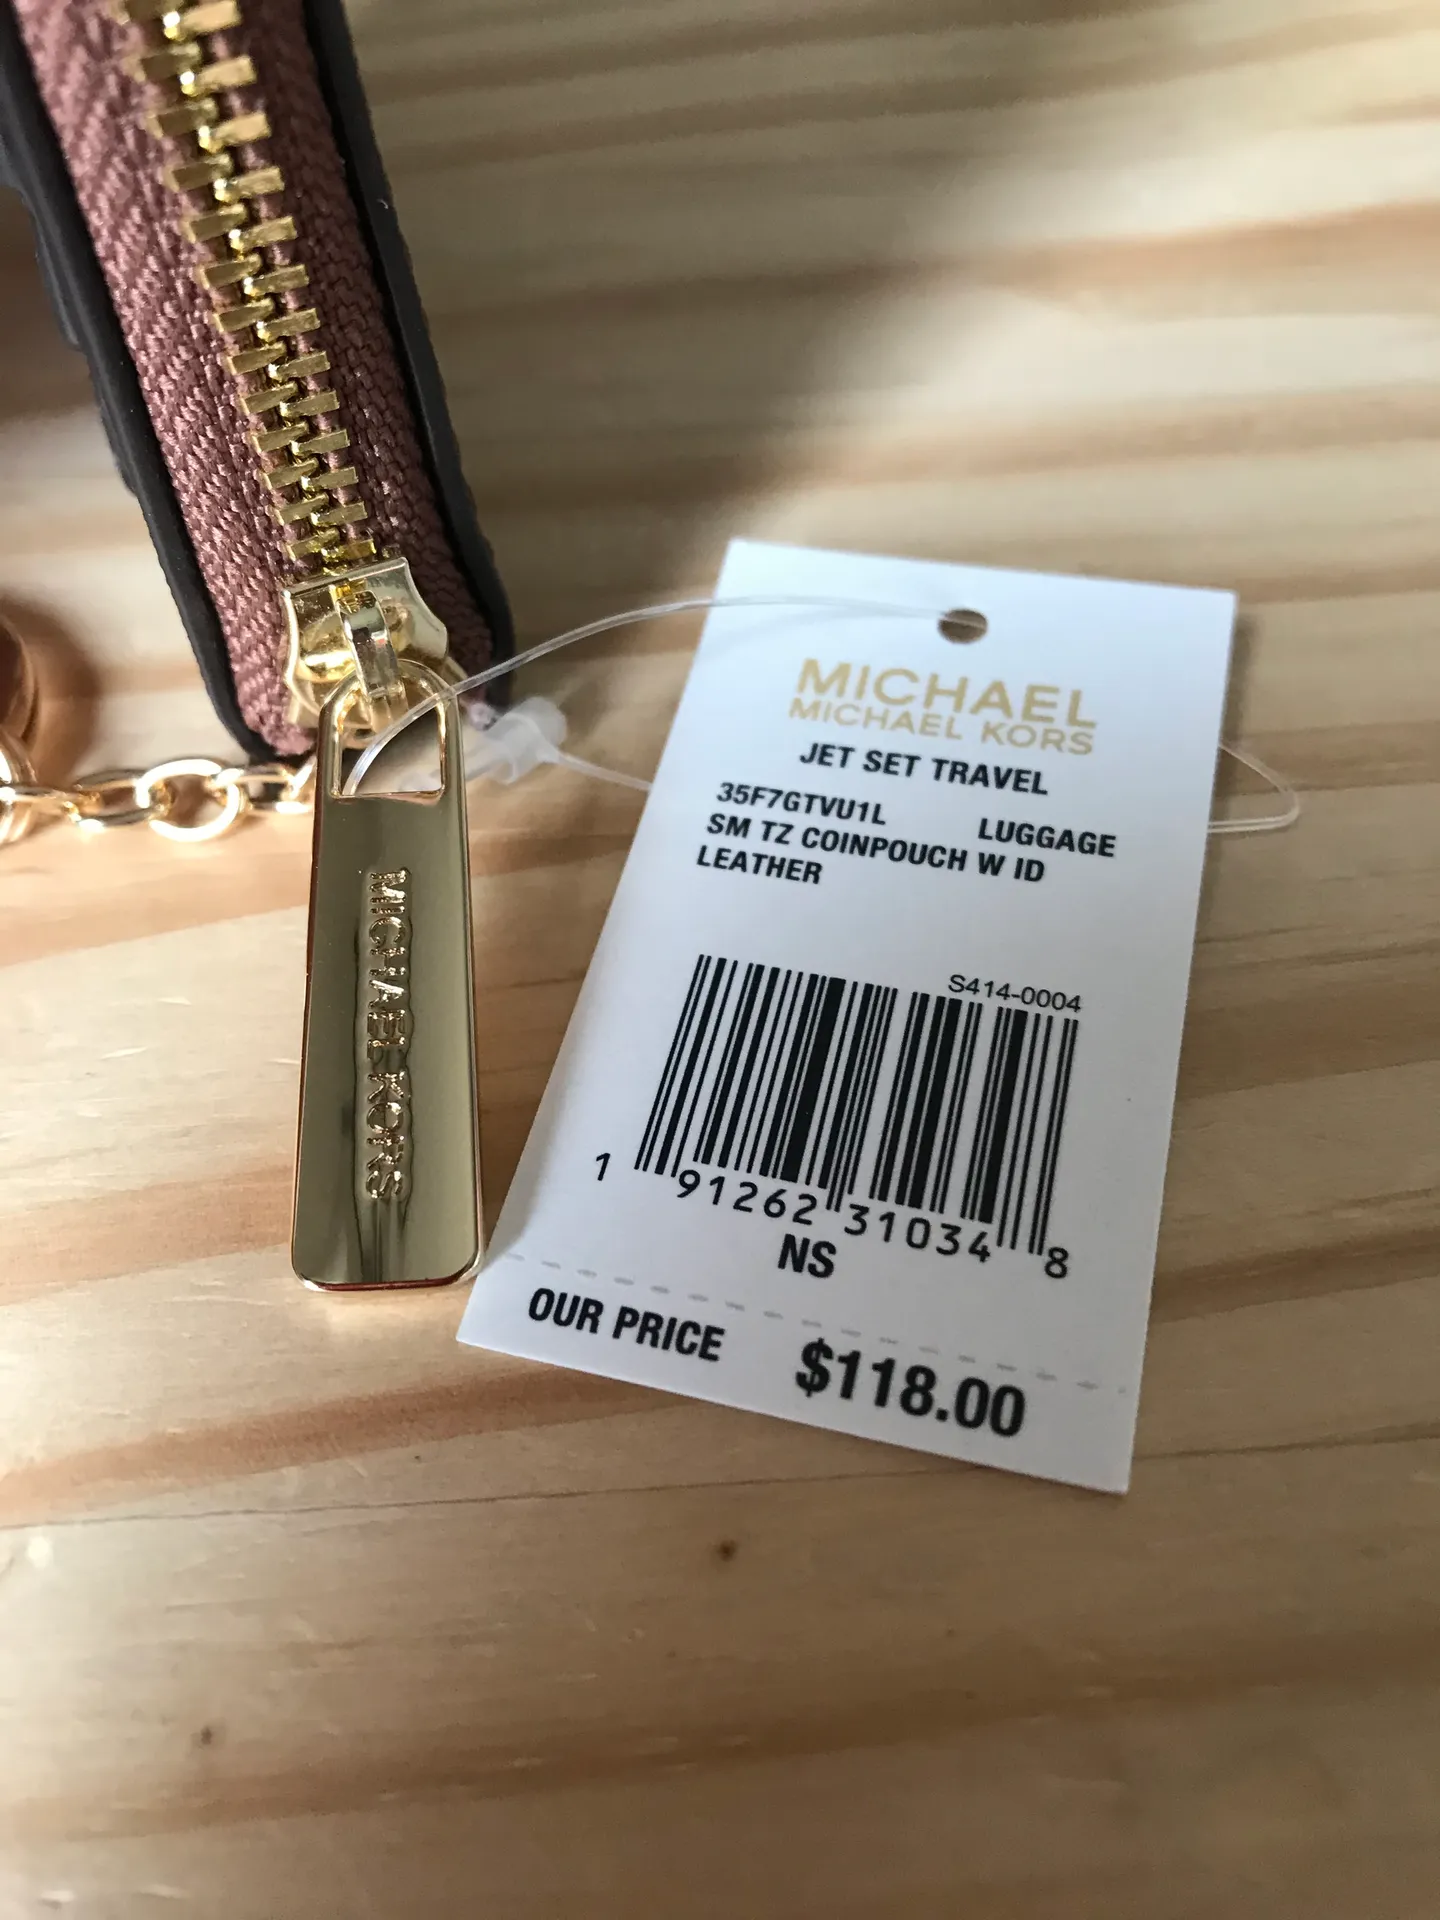 MICHAEL KORS
MICHAEL
MICHAEL KORS
JET SET TRAVEL
35F7GTVU1L LUGGAGE
SM TZ COINPOUCH W ID
LEATHER
S414-0004
1 91262 31034 8
NS
OUR PRICE $118.00